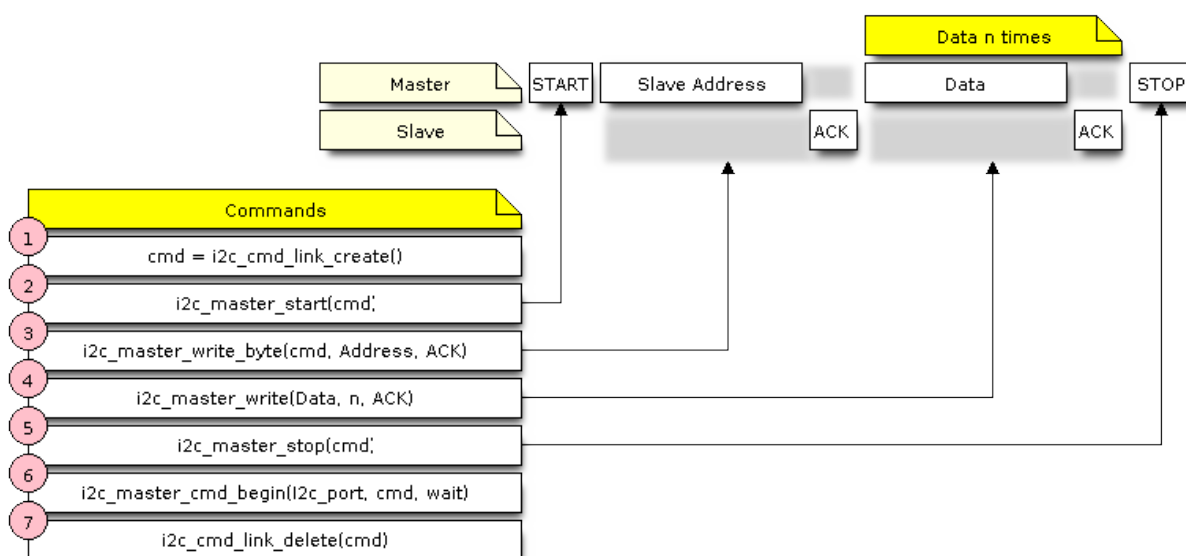 Data n times
Master START Slave Address Data STOP
Slave ACK ACK
Commands
1
cmd = i2c_cmd_link_create()
2
i2c_master_start(cmd)
3
i2c_master_write_byte(cmd, Address, ACK)
4
i2c_master_write(Data, n, ACK)
5
i2c_master_stop(cmd)
6
i2c_master_cmd_begin(I2c_port, cmd, wait)
7
i2c_cmd_link_delete(cmd)